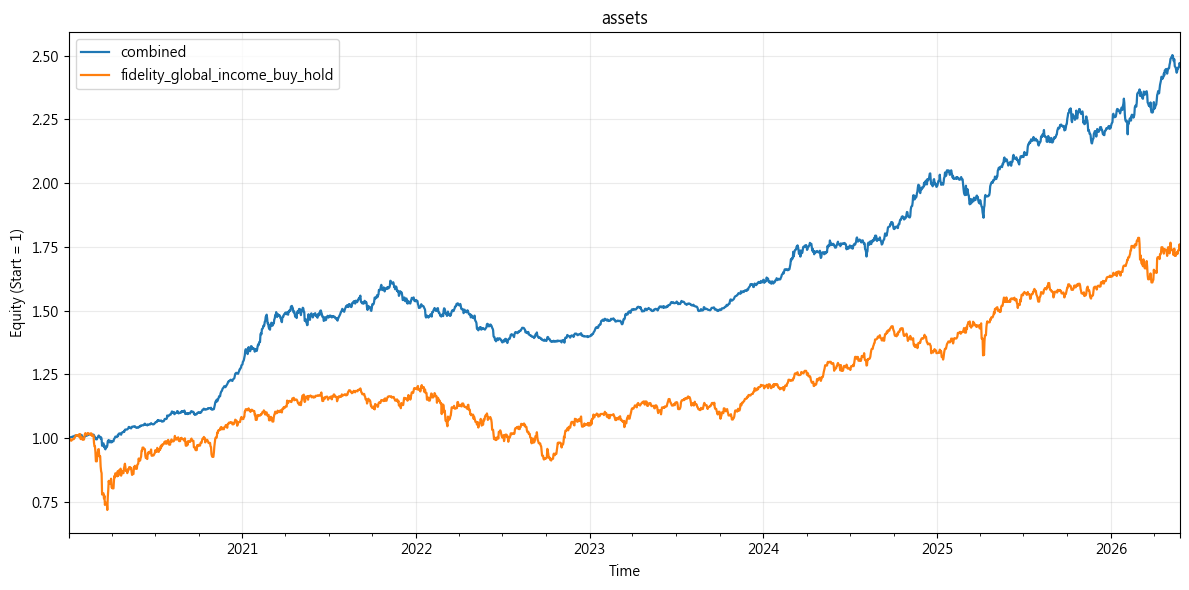 assets
combined
fidelity_global_income_buy_hold
2.50
2.25
2.00
1.75
1.50
1.25
1.00
0.75
Equity (Start = 1)
2021 2022 2023 2024 2025 2026
Time